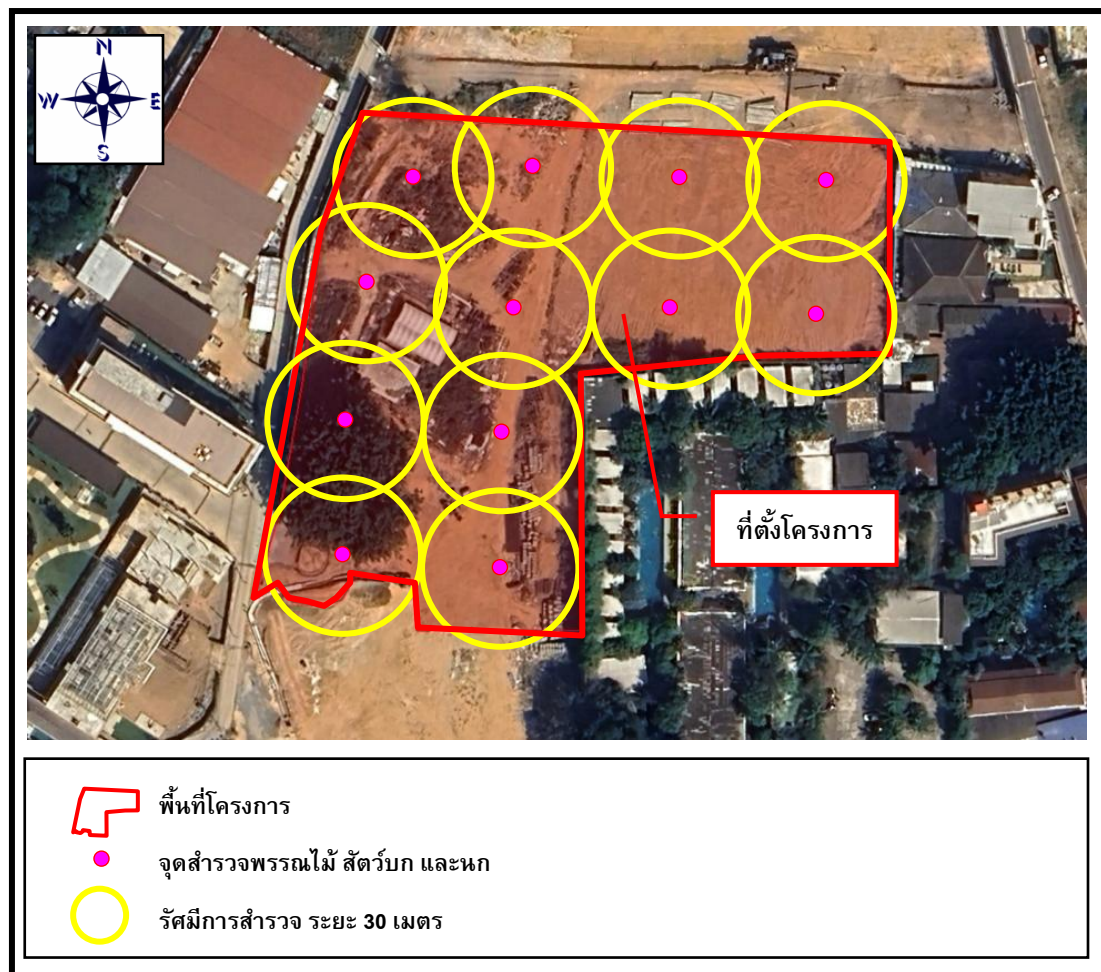 N
W E
S
ที่ตั้งโครงการ
พื้นที่โครงการ
จุดสำรวจพรรณไม้ สัตว์บก และนก
รัศมีการสำรวจ ระยะ 30 เมตร